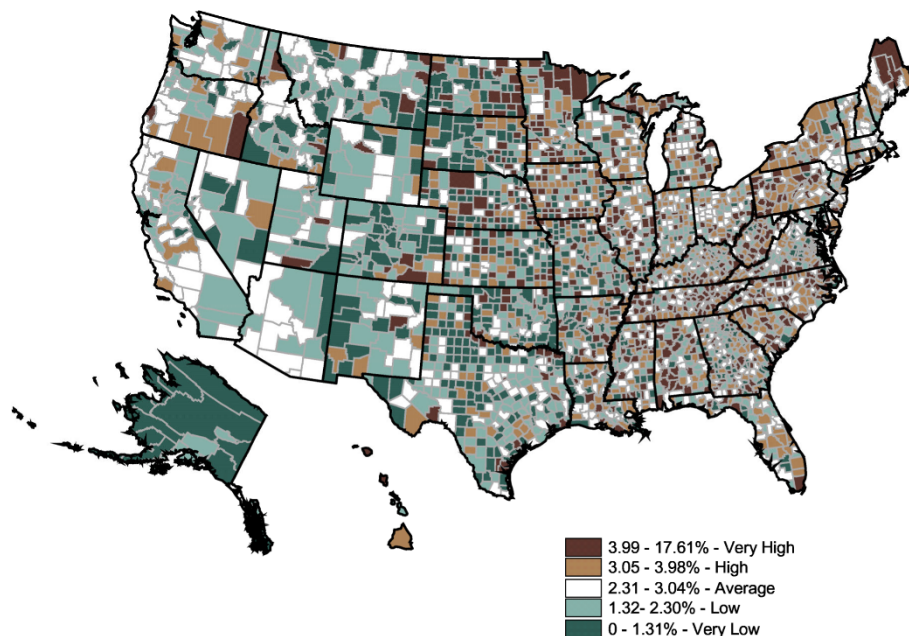 3.99 - 17.61% - Very High
3.05 - 3.98% - High
2.31 - 3.04% - Average
1.32- 2.30% - Low
0 - 1.31% - Very Low